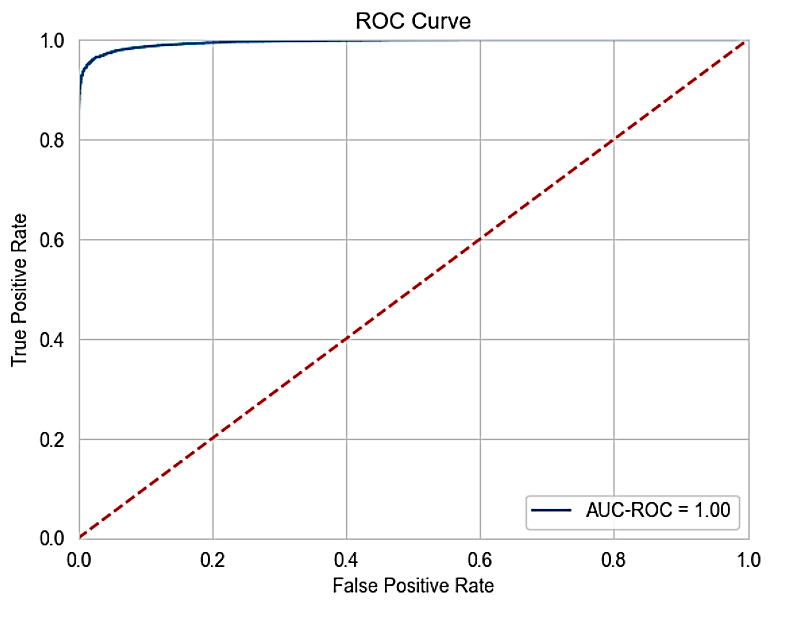 ROC Curve
1.0
0.8
0.6
0.4
0.2
0.0
True Positive Rate
AUC-ROC = 1.00
0.0 0.2 0.4 0.6 0.8 1.0
False Positive Rate